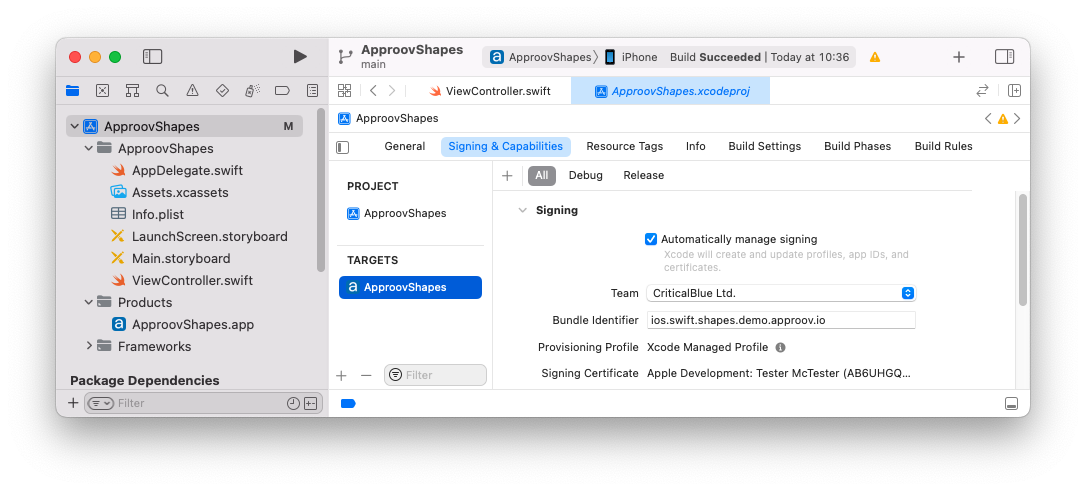 ApproovShapes
main
ApproovShapes
iPhone
Build Succeeded | Today at 10:36
ViewController.swift
ApproovShapes.xcodeproj
ApproovShapes M
ApproovShapes
AppDelegate.swift
Assets.xcassets
Info.plist
LaunchScreen.storyboard
Main.storyboard
ViewController.swift
Products
ApproovShapes.app
Frameworks
Package Dependencies
Filter
ApproovShapes
General Signing & Capabilities Resource Tags Info Build Settings Build Phases Build Rules
PROJECT
ApproovShapes
TARGETS
ApproovShapes
Filter
All Debug Release
Signing
Automatically manage signing
Xcode will create and update profiles, app IDs, and
certificates.
Team CriticalBlue Ltd.
Bundle Identifier ios.swift.shapes.demo.approov.io
Provisioning Profile Xcode Managed Profile
Signing Certificate Apple Development: Tester McTester (AB6UHGQ...